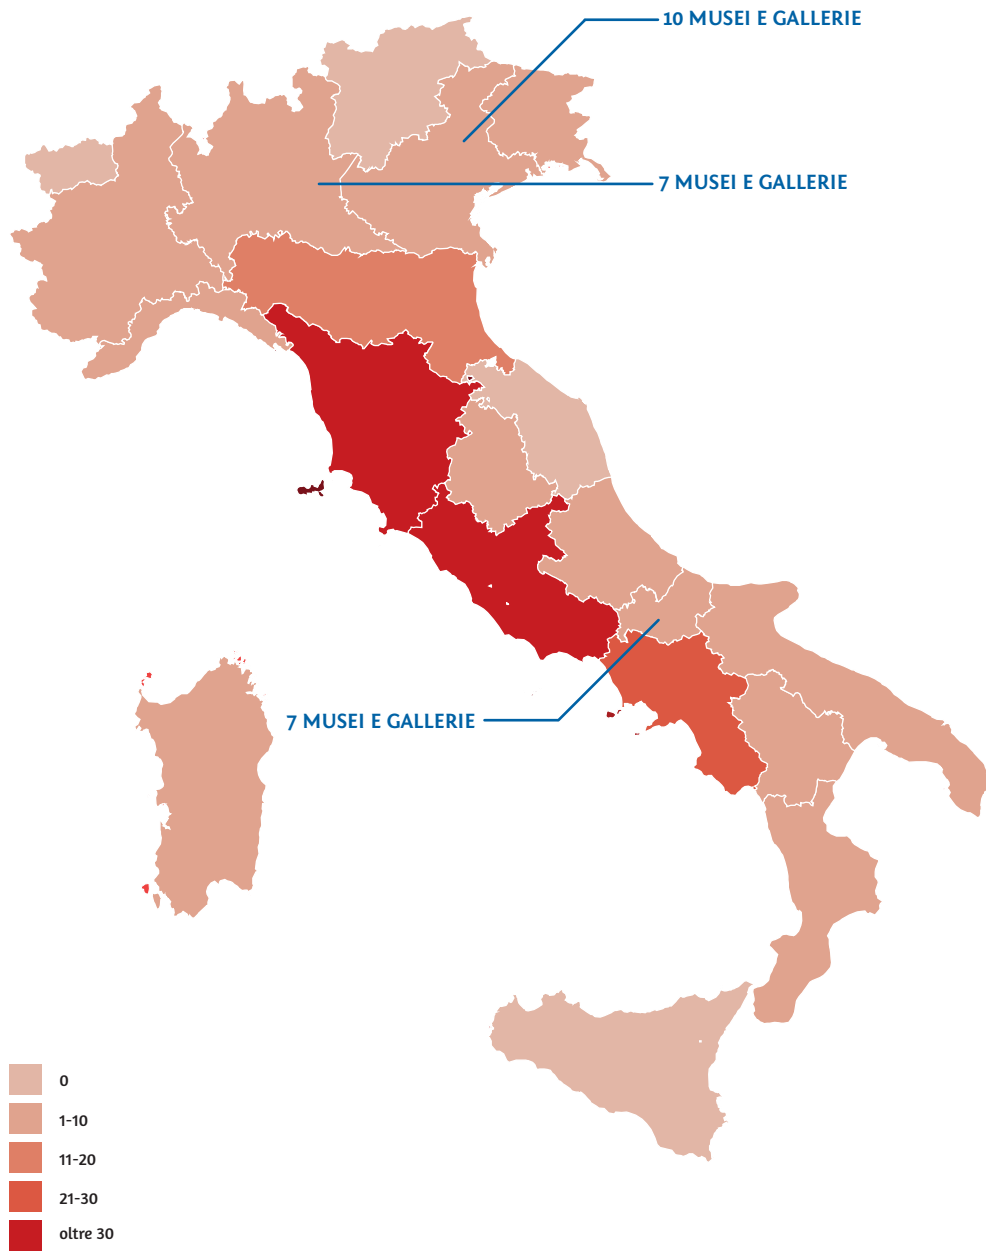 10 MUSEI E GALLERIE
7 MUSEI E GALLERIE
7 MUSEI E GALLERIE
0
1-10
11-20
21-30
oltre 30